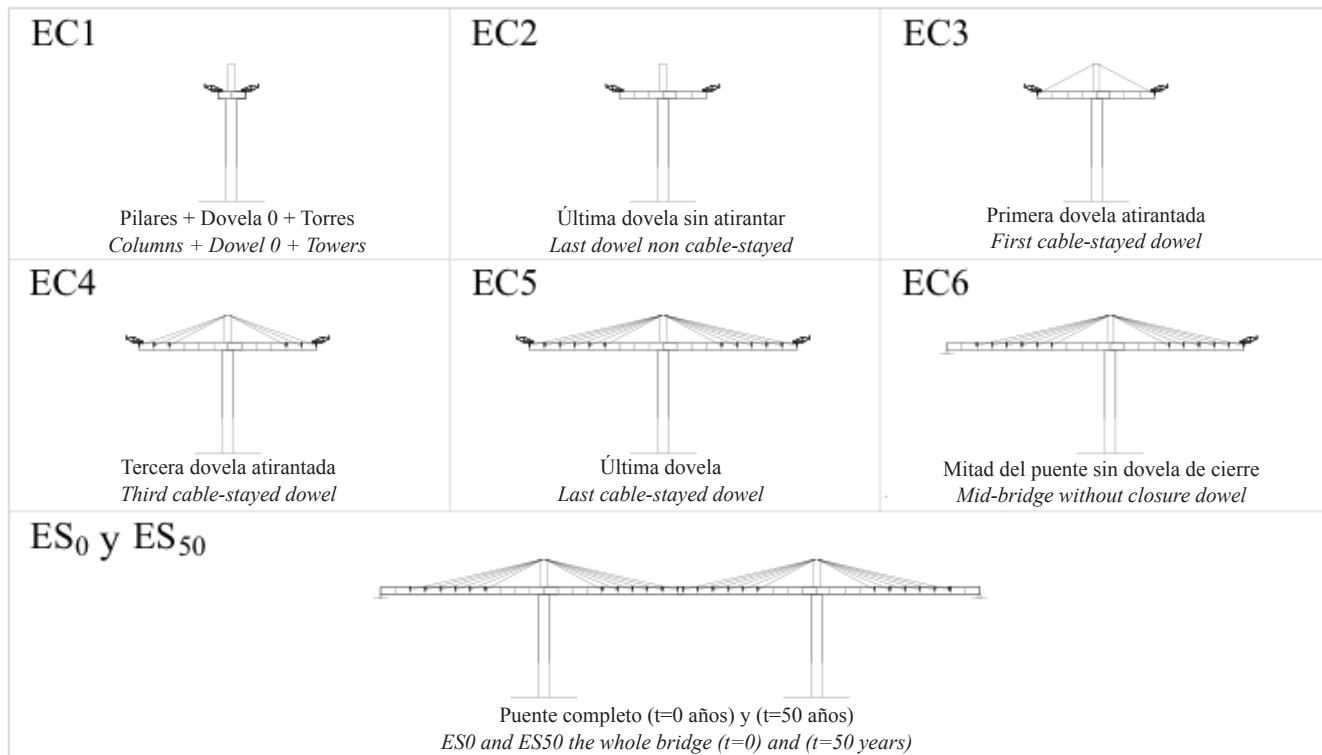 EC1
Pilares + Dovela 0 + Torres
Columns + Dowel 0 + Towers
EC2
Última dovela sin atirantar
Last dowel non cable-stayed
EC3
Primera dovela atirantada
First cable-stayed dowel
EC4
Tercera dovela atirantada
Third cable-stayed dowel
EC5
Última dovela
Last cable-stayed dowel
EC6
Mitad del puente sin dovela de cierre
Mid-bridge without closure dowel
ES₀ y ES₅₀
Puente completo (t=0 años) y (t=50 años)
ES0 and ES50 the whole bridge (t=0) and (t=50 years)